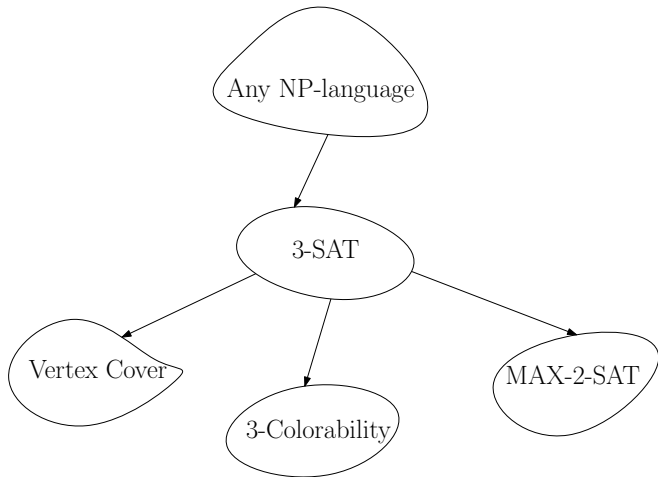 Any NP-language
3-SAT
Vertex Cover
MAX-2-SAT
3-Colorability